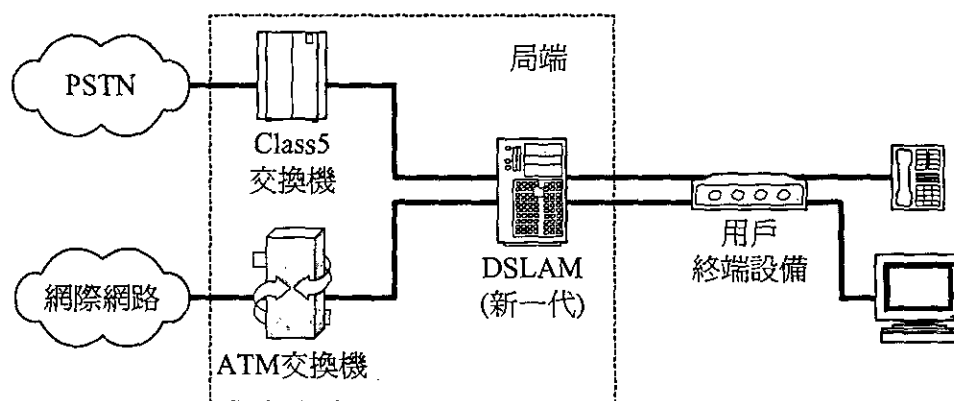 局端
PSTN
Class5
交換機
DSLAM
(新一代)
用戶
終端設備
網際網路
ATM交換機